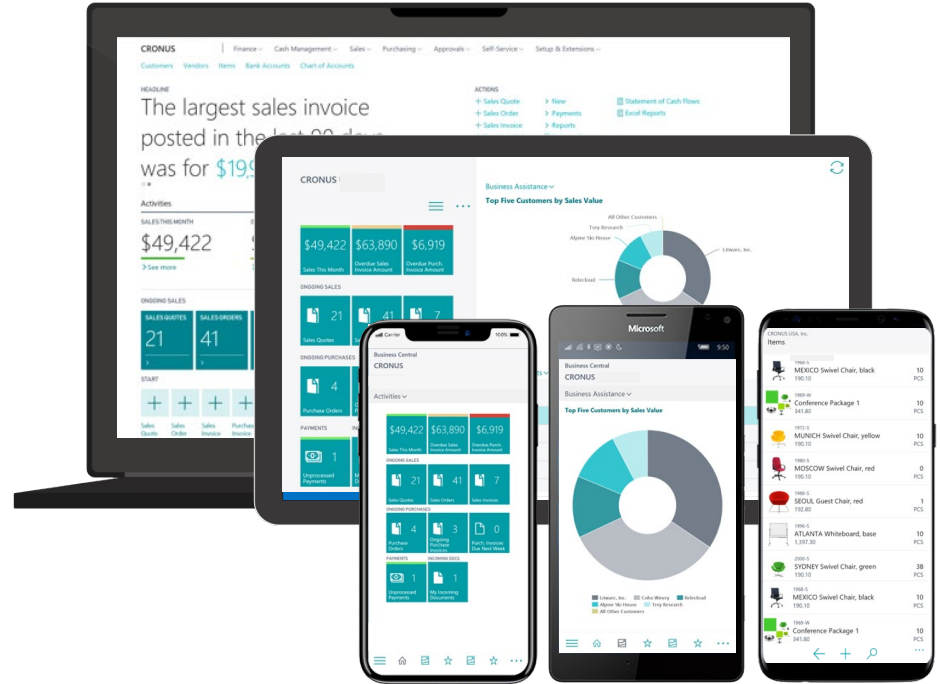 CRONUS
Finance Cash Management Sales Purchasing Approvals Self-Service Setup & Extensions
Customers Vendors Items Bank Accounts Chart of Accounts
HEADLINE
The largest sales invoice
posted in the last 90 days
was for $19,9
ACTIONS
+ Sales Quote > New Statement of Cash Flows
+ Sales Order > Payments Excel Reports
+ Sales Invoice > Reports
Activities
SALES THIS MONTH
$49,422
> See more
ONGOING SALES
SALES QUOTES SALES ORDERS
21 41
START
Sales Quote
Sales Order
Sales Invoice
Purchase
Invoice
CRONUS
Business Assistance
Top Five Customers by Sales Value
All Other Customers
Trey Research
Alpine Ski House
Litware, Inc.
Relecloud
$49,422 $63,890 $6,919
Sales This Month
Overdue Sales Invoice Amount
Overdue Purch. Invoice Amount
ONGOING SALES
21 41 7
Sales Quotes
ONGOING PURCHASES
4
Purchase Orders
PAYMENTS
1
Unprocessed Payments
Carrier 100%
Business Central
CRONUS
Activities
$49,422 $63,890 $6,919
Sales This Month
Overdue Sales Invoice Amount
Overdue Purch. Invoice Amount
ONGOING SALES
21 41 7
Sales Quotes Sales Orders Sales Invoices
ONGOING PURCHASES
4 3 0
Purchase Orders
Ongoing Purchase Invoices
Purch. Invoices Due Next Week
PAYMENTS INCOMING DOCS
1 1
Unprocessed Payments
My Incoming Documents
Microsoft
9:50
Business Central
CRONUS
Business Assistance
Top Five Customers by Sales Value
Litware, Inc. Coho Winery Relecloud
Alpine Ski House Trey Research
All Other Customers
CRONUS USA, Inc.
Items
1968-S
MEXICO Swivel Chair, black 10
190.10 PCS
1969-W
Conference Package 1 10
341.80 PCS
1972-S
MUNICH Swivel Chair, yellow 10
190.10 PCS
1980-S
MOSCOW Swivel Chair, red 0
190.10 PCS
1988-S
SEOUL Guest Chair, red 1
192.80 PCS
1996-S
ATLANTA Whiteboard, base 10
1,397.30 PCS
2000-S
SYDNEY Swivel Chair, green 38
190.10 PCS
1968-S
MEXICO Swivel Chair, black 10
190.10 PCS
1969-W
Conference Package 1 10
341.80 PCS